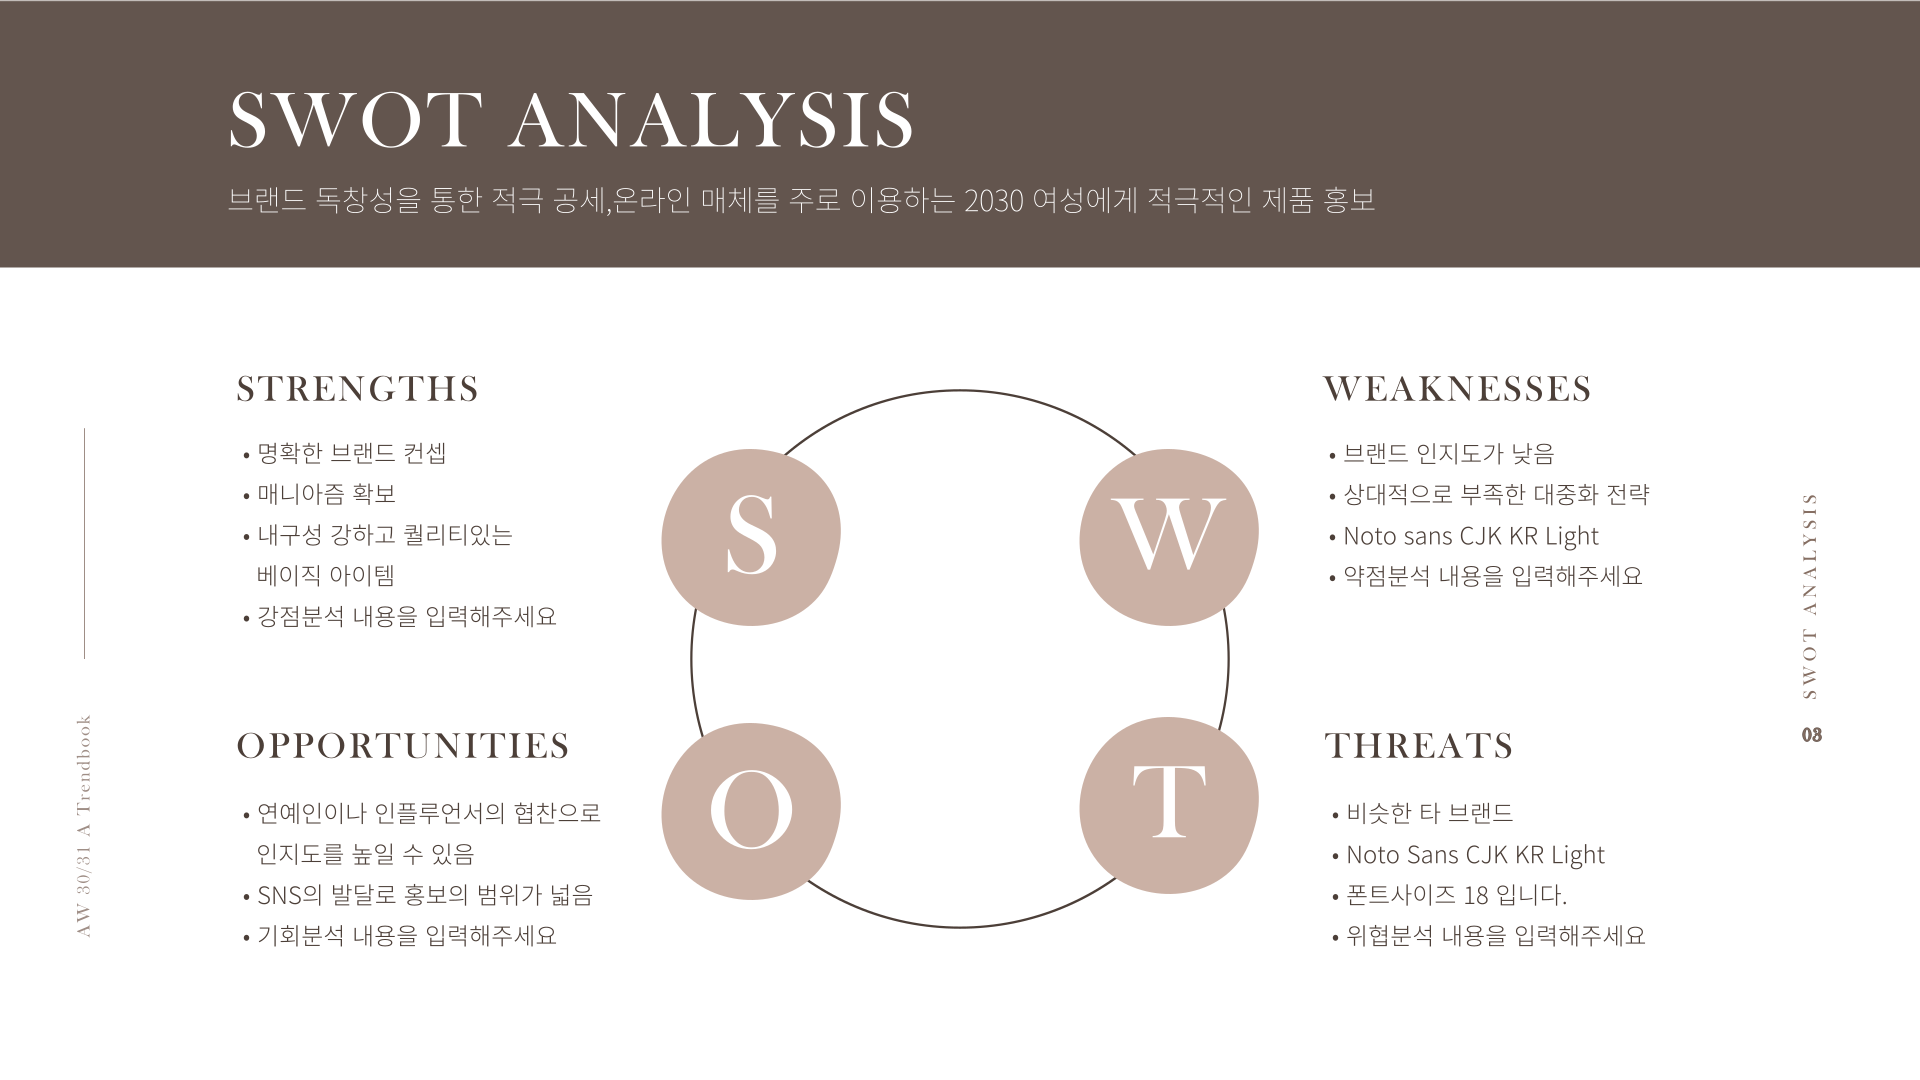 SWOT ANALYSIS
브랜드 독창성을 통한 적극 공세,온라인 매체를 주로 이용하는 2030 여성에게 적극적인 제품 홍보
STRENGTHS
• 명확한 브랜드 컨셉
• 매니아즘 확보
• 내구성 강하고 퀄리티있는
베이직 아이템
• 강점분석 내용을 입력해주세요
S
W
WEAKNESSES
• 브랜드 인지도가 낮음
• 상대적으로 부족한 대중화 전략
• Noto sans CJK KR Light
• 약점분석 내용을 입력해주세요
OPPORTUNITIES
• 연예인이나 인플루언서의 협찬으로
인지도를 높일 수 있음
• SNS의 발달로 홍보의 범위가 넓음
• 기회분석 내용을 입력해주세요
O
T
THREATS
• 비슷한 타 브랜드
• Noto Sans CJK KR Light
• 폰트사이즈 18 입니다.
• 위협분석 내용을 입력해주세요
AW 30/31 A Trendbook
SWOT ANALYSIS
03